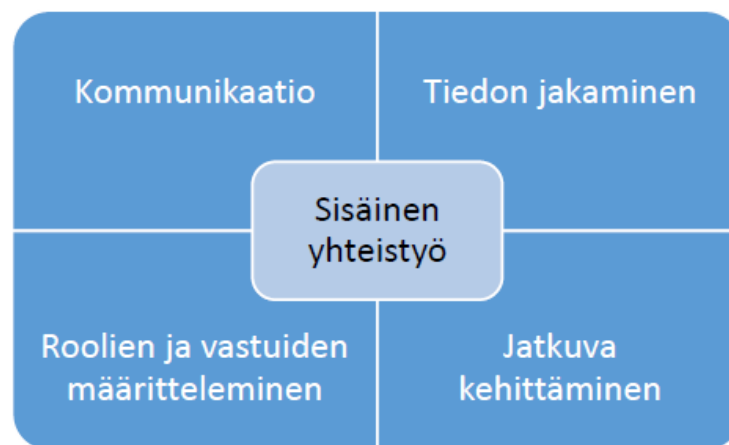 Kommunikaatio
Tiedon jakaminen
Sisäinen
yhteistyö
Roolien ja vastuiden
määritteleminen
Jatkuva
kehittäminen